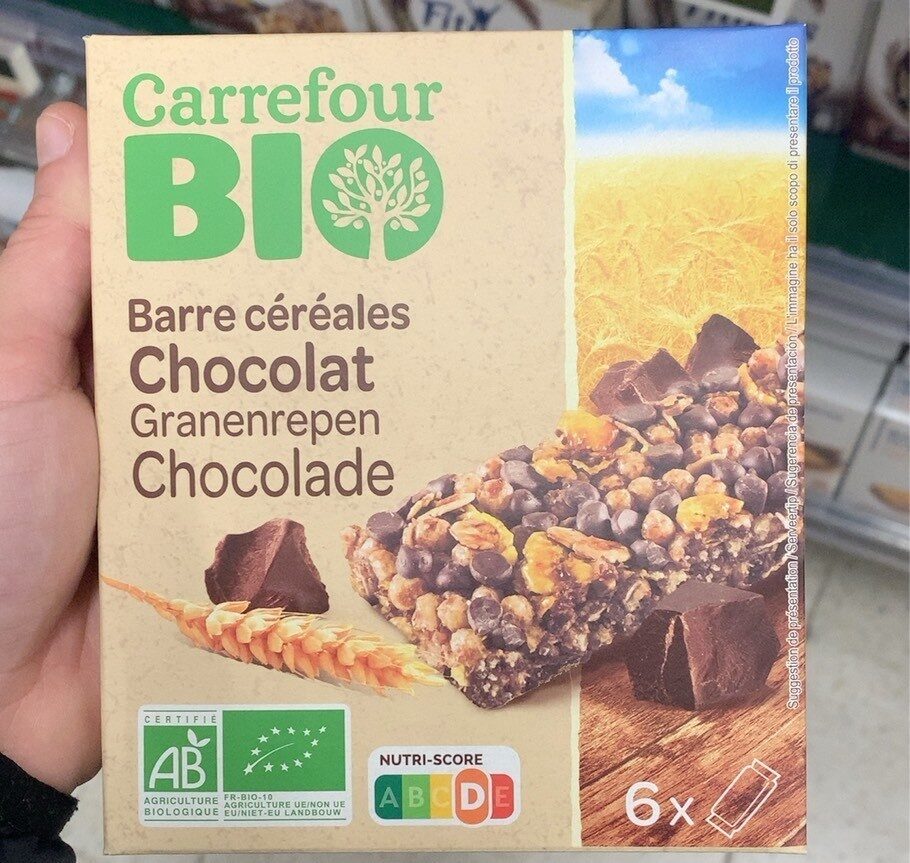 Carrefour
BIO
Barre céréales
Chocolat
Granenrepen
Chocolade
Suggestion de présentation / Serveertip / Sugerencia de presentación / L'immagine ha il solo scopo di presentare il prodotto
CERTIFIÉ
AB
AGRICULTURE
BIOLOGIQUE
FR-BIO-10
AGRICULTURE UE/NON UE
EU/NIET-EU LANDBOUW
NUTRI-SCORE
A B C D E
6x